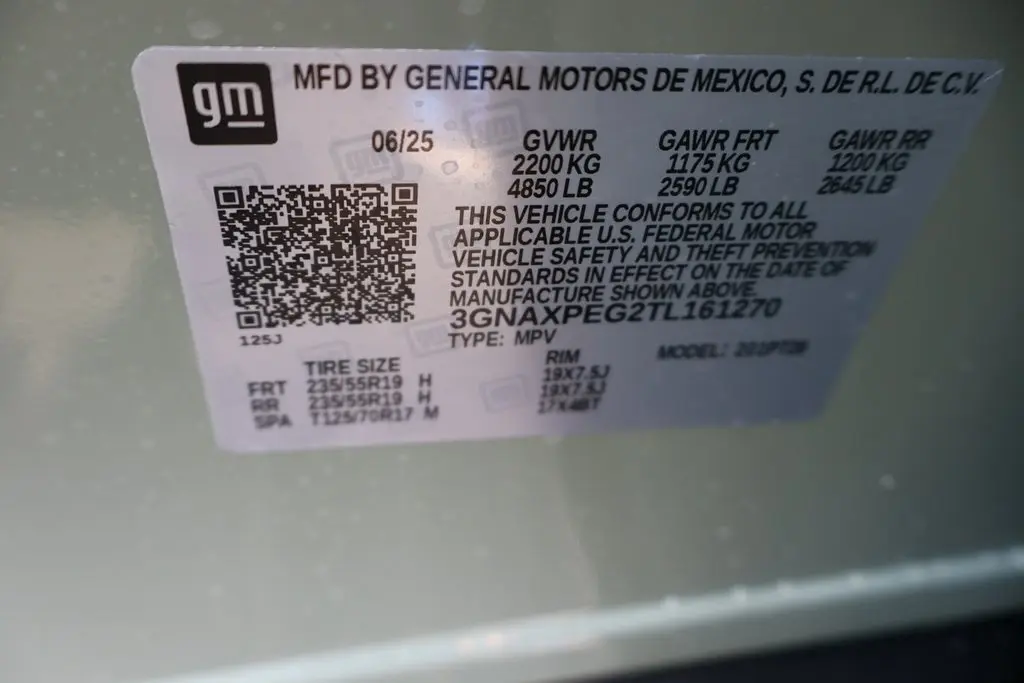 gm MFD BY GENERAL MOTORS DE MEXICO, S. DE R.L. DE C.V.
06/25 GVWR GAWR FRT GAWR RR
2200 KG 1175 KG 1200 KG
4850 LB 2590 LB 2645 LB
THIS VEHICLE CONFORMS TO ALL
APPLICABLE U.S. FEDERAL MOTOR
VEHICLE SAFETY AND THEFT PREVENTION
STANDARDS IN EFFECT ON THE DATE OF
MANUFACTURE SHOWN ABOVE.
3GNAXPEG2TL161270
125J
TYPE: MPV MODEL:
TIRE SIZE RIM
FRT 235/55R19 H 19X7.5J
RR 235/55R19 H 19X7.5J
SPA T125/70R17 M 17X4BT